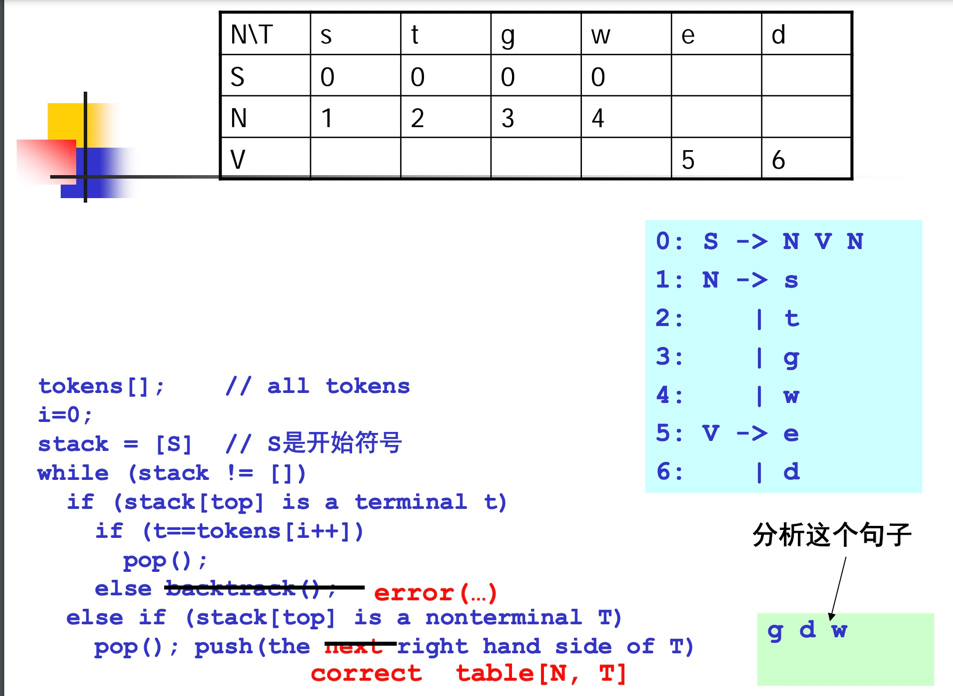 N\T s t g w e d
S 0 0 0 0
N 1 2 3 4
V 5 6
0: S -> N V N
1: N -> s
2: | t
3: | g
4: | w
5: V -> e
6: | d
tokens[]; // all tokens
i=0;
stack = [S] // S是开始符号
while (stack != [])
if (stack[top] is a terminal t)
if (t==tokens[i++])
pop();
else backtrack(); error(…)
else if (stack[top] is a nonterminal T)
pop(); push(the next right hand side of T)
correct table[N, T]
分析这个句子
g d w